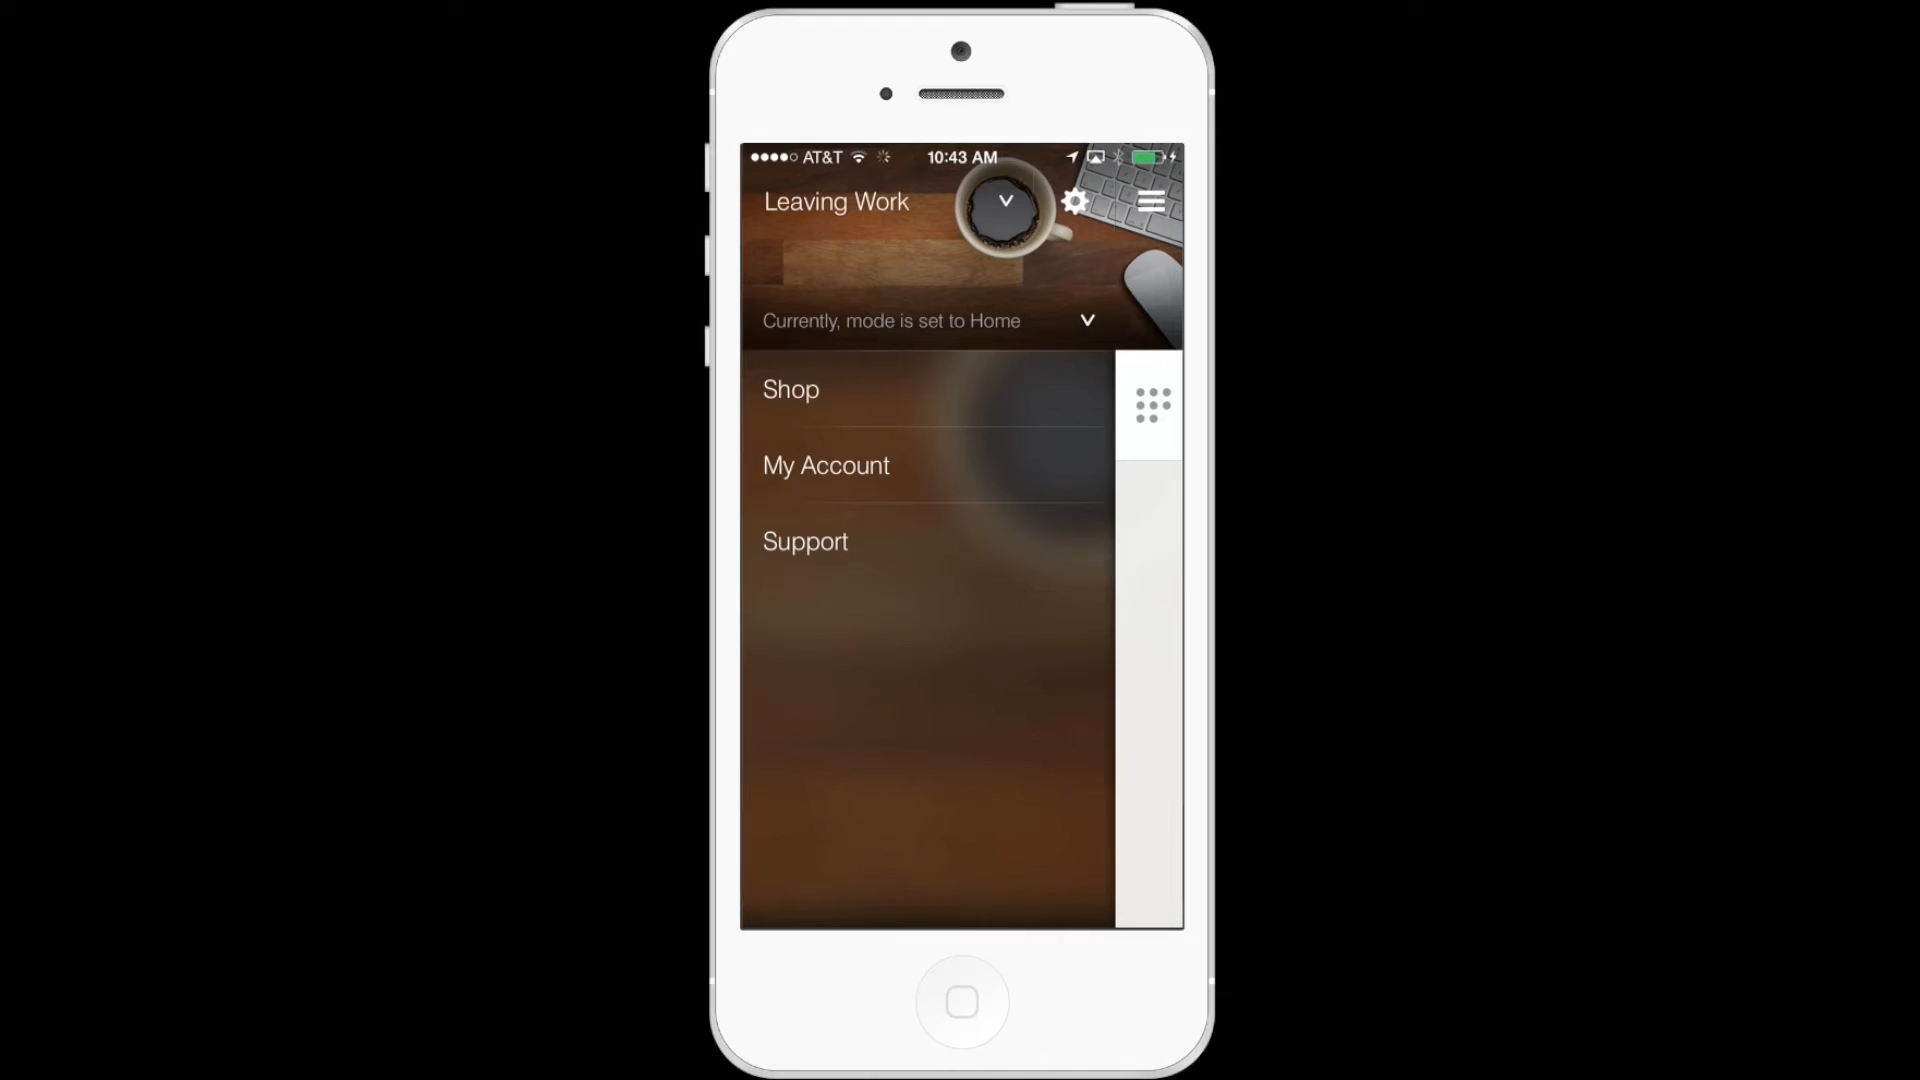 AT&T 10:43 AM
Leaving Work
Currently, mode is set to Home
Shop
My Account
Support